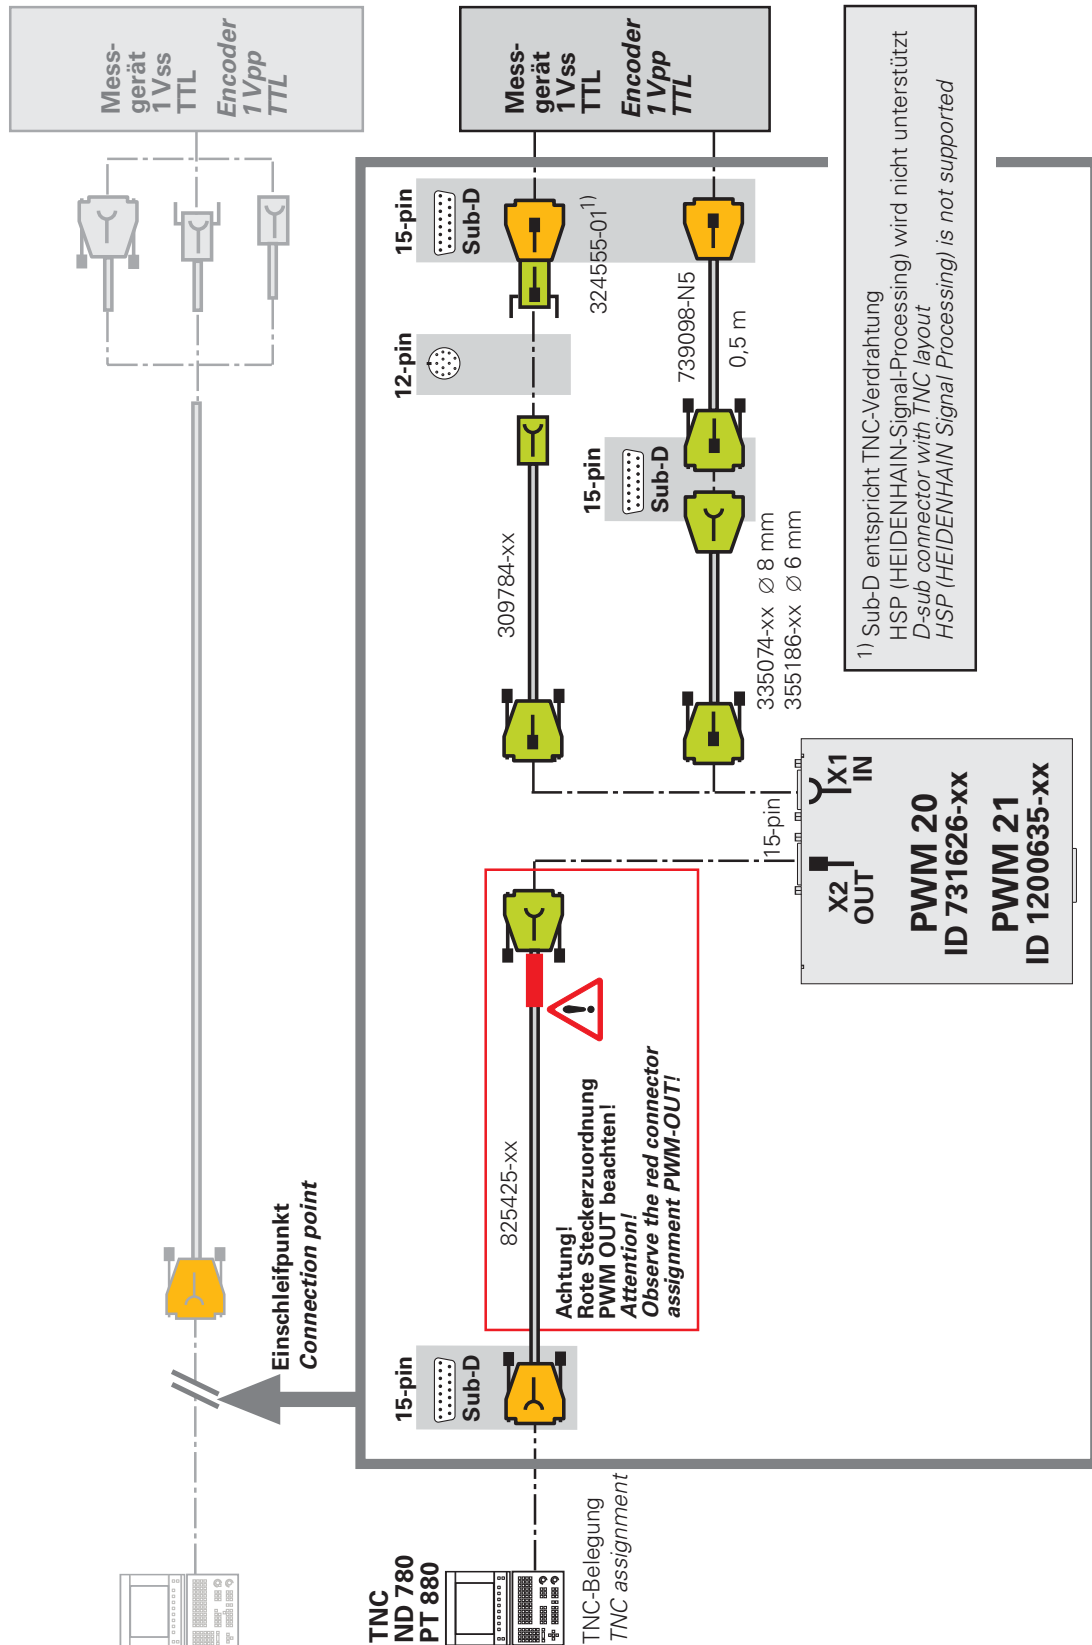 Mess-
gerät
1 Vss
TTL
Encoder
1 Vpp
TTL
Mess-
gerät
1 Vss
TTL
Encoder
1 Vpp
TTL
15-pin
Sub-D
324555-01 1)
12-pin
309784-xx
739098-N5
0,5 m
15-pin
Sub-D
335074-xx Ø 8 mm
355186-xx Ø 6 mm
1) Sub-D entspricht TNC-Verdrahtung
HSP (HEIDENHAIN-Signal-Processing) wird nicht unterstützt
D-sub connector with TNC layout
HSP (HEIDENHAIN Signal Processing) is not supported
Einschleifpunkt
Connection point
15-pin
Sub-D
825425-xx
Achtung!
Rote Steckerzuordnung
PWM OUT beachten!
Attention!
Observe the red connector
assignment PWM-OUT!
15-pin
X1
IN
X2
OUT
PWM 20
ID 731626-xx
PWM 21
ID 1200635-xx
TNC
ND 780
PT 880
TNC-Belegung
TNC assignment